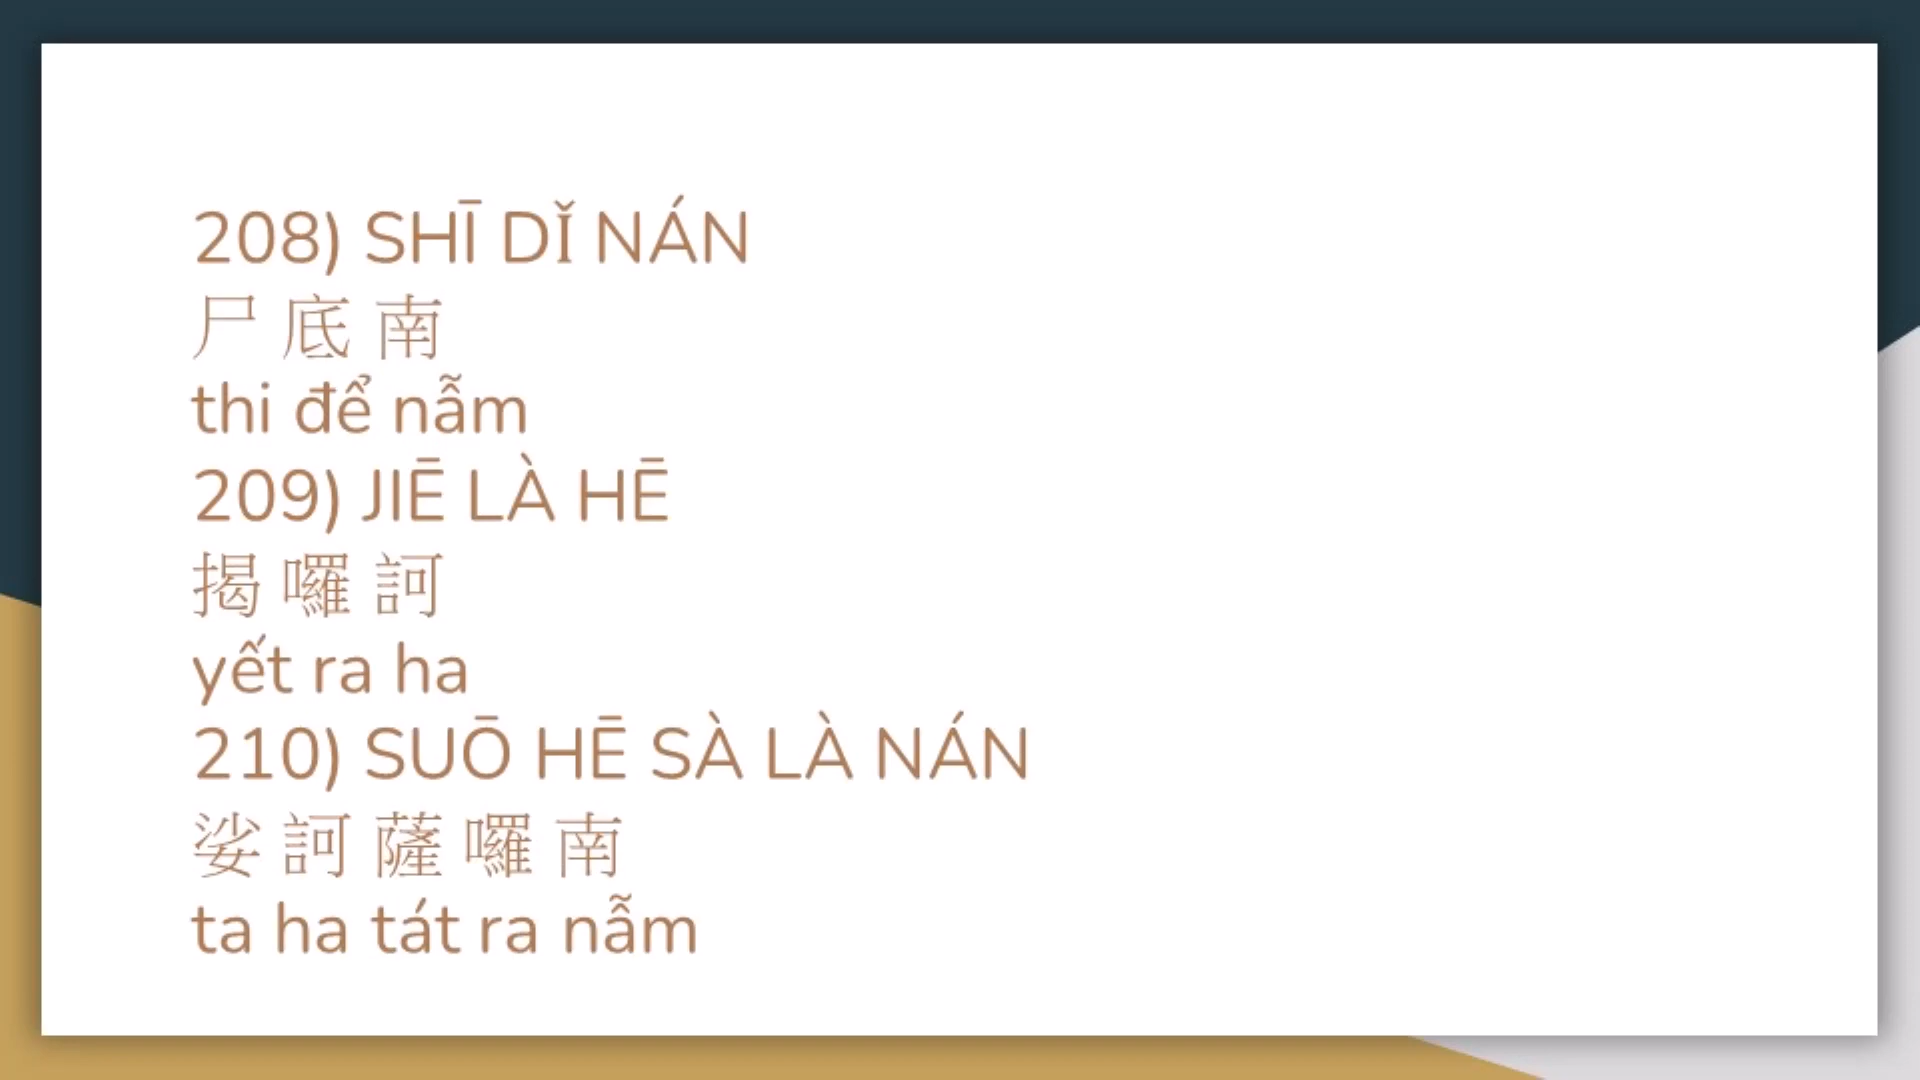 208) SHĪ DǏ NÁN
尸 底 南
thi để nẫm
209) JIĒ LÀ HĒ
揭 囉 訶
yết ra ha
210) SUŌ HĒ SÀ LÀ NÁN
娑 訶 薩 囉 南
ta ha tát ra nẫm